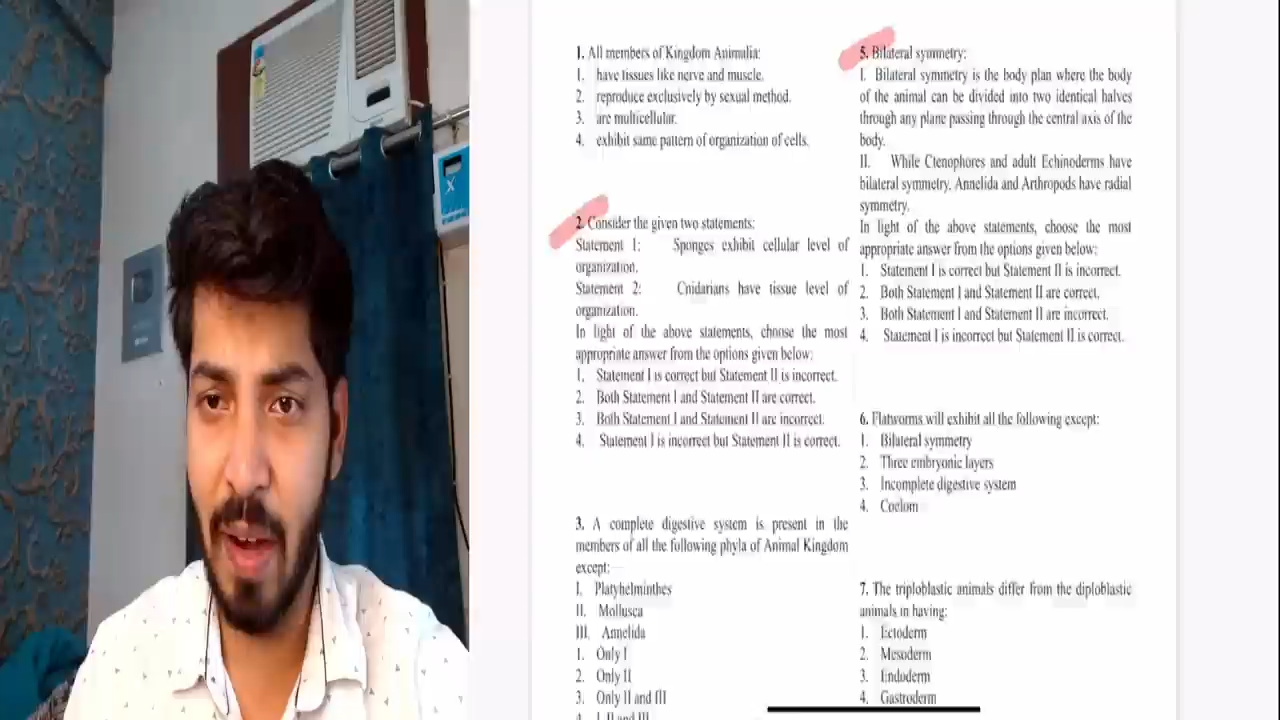 1. All members of Kingdom Animalia:
1. have tissues like nerve and muscle.
2. reproduce exclusively by sexual method.
3. are multicellular.
4. exhibit same pattern of organization of cells.
2. Consider the given two statements:
Statement 1: Sponges exhibit cellular level of
organization.
Statement 2: Cnidarians have tissue level of
organization.
In light of the above statements, choose the most
appropriate answer from the options given below:
1. Statement I is correct but Statement II is incorrect.
2. Both Statement I and Statement II are correct.
3. Both Statement I and Statement II are incorrect.
4. Statement I is incorrect but Statement II is correct.
3. A complete digestive system is present in the
members of all the following phyla of Animal Kingdom
except:
I. Platyhelminthes
II. Mollusca
III. Annelida
1. Only I
2. Only II
3. Only II and III
4. I, II and III
5. Bilateral symmetry:
I. Bilateral symmetry is the body plan where the body
of the animal can be divided into two identical halves
through any plane passing through the central axis of the
body.
II. While Ctenophores and adult Echinoderms have
bilateral symmetry, Annelida and Arthropods have radial
symmetry.
In light of the above statements, choose the most
appropriate answer from the options given below:
1. Statement I is correct but Statement II is incorrect.
2. Both Statement I and Statement II are correct.
3. Both Statement I and Statement II are incorrect.
4. Statement I is incorrect but Statement II is correct.
6. Flatworms will exhibit all the following except:
1. Bilateral symmetry
2. Three embryonic layers
3. Incomplete digestive system
4. Coelom
7. The triploblastic animals differ from the diploblastic
animals in having:
1. Ectoderm
2. Mesoderm
3. Endoderm
4. Gastroderm